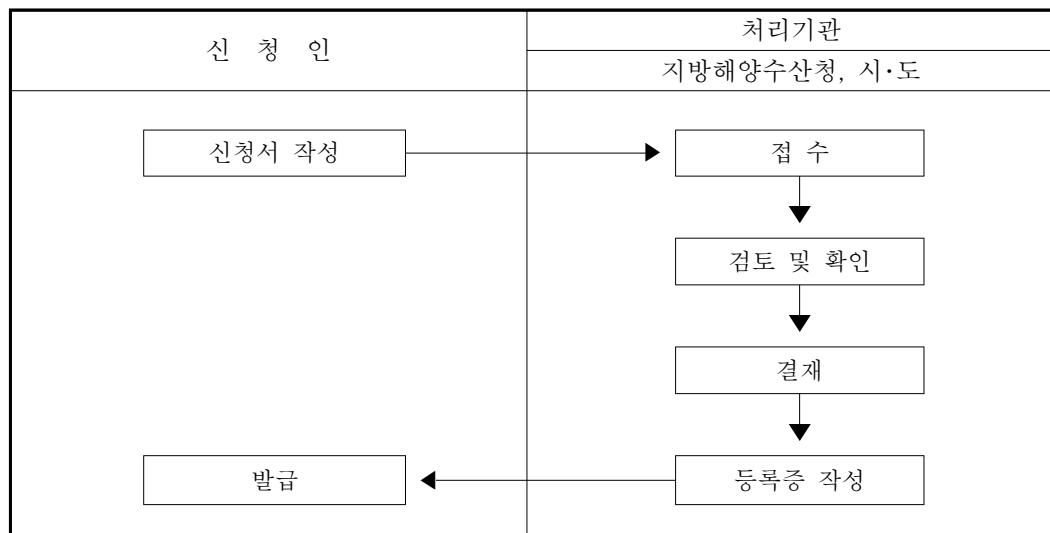 신 청 인
처리기관
지방해양수산청, 시·도
신청서 작성
접 수
검토 및 확인
결재
발급
등록증 작성